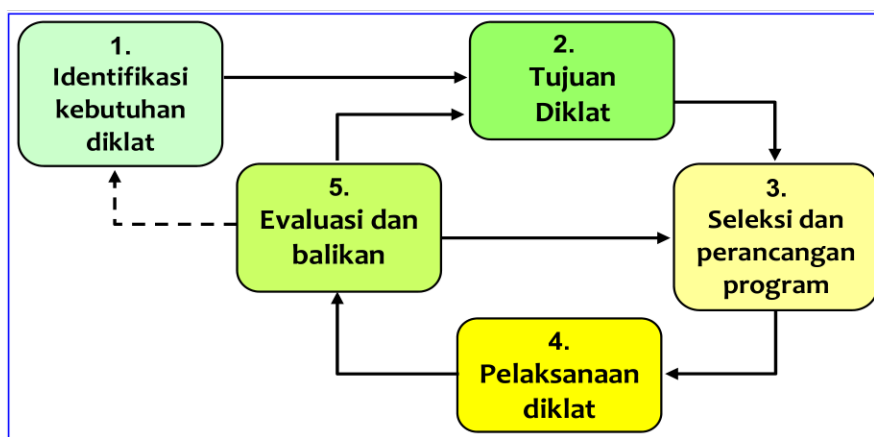 1.
Identifikasi
kebutuhan
diklat
2.
Tujuan
Diklat
3.
Seleksi dan
perancangan
program
4.
Pelaksanaan
diklat
5.
Evaluasi dan
balikan